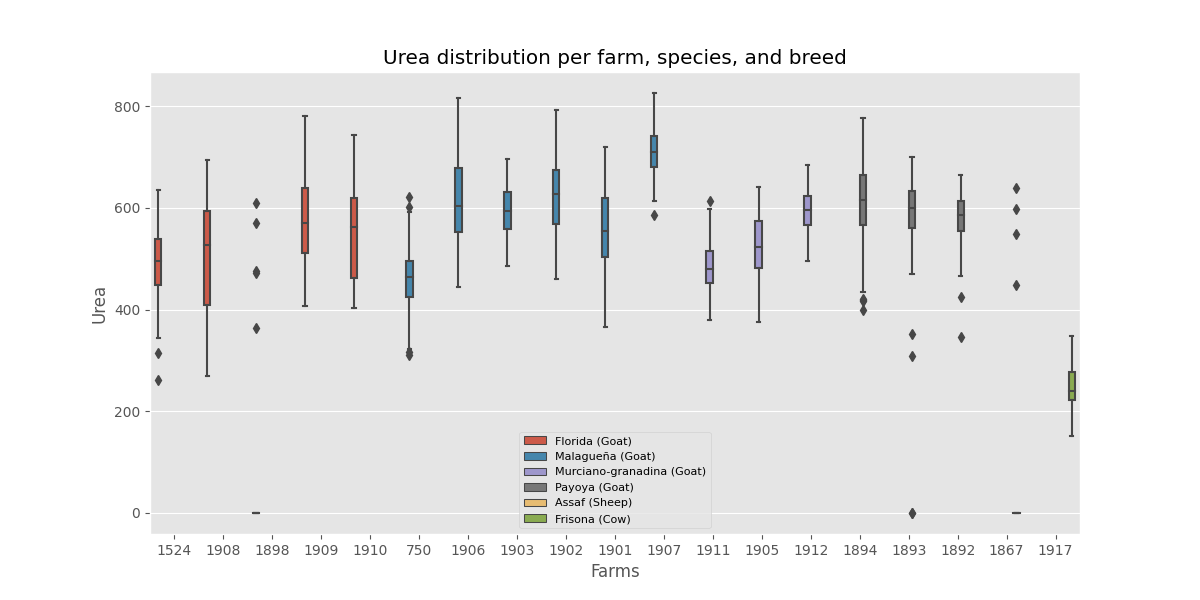 Urea distribution per farm, species, and breed
800
600
400
200
0
Urea
Florida (Goat)
Malagueña (Goat)
Murciano-granadina (Goat)
Payoya (Goat)
Assaf (Sheep)
Frisona (Cow)
1524 1908 1898 1909 1910 750 1906 1903 1902 1901 1907 1911 1905 1912 1894 1893 1892 1867 1917
Farms